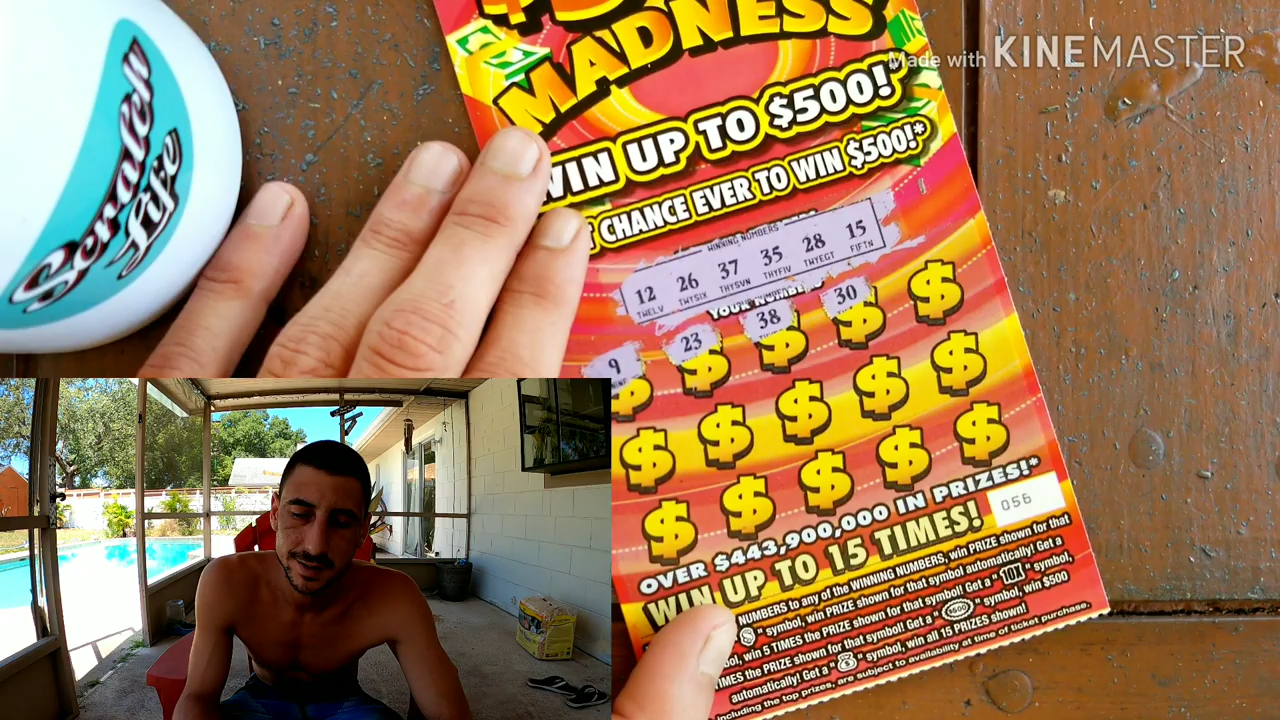 MADNESS
Made with KINEMASTER
WIN UP TO $500!*
CHANCE EVER TO WIN $500!*
Scratch
Life
WINNING NUMBERS
12 26 37 35 28 15
TWELV TWYSIX THYSVN THYFIV TWYEGT FIFTN
YOUR NUMBERS
9 23 38 30
OVER $443,900,000 IN PRIZES!*
WIN UP TO 15 TIMES!
056
NUMBERS to any of the WINNING NUMBERS, win PRIZE shown for that
" symbol, win PRIZE shown for that symbol automatically! Get a
win 5 TIMES the PRIZE shown for that symbol! Get a " 10X " symbol,
TIMES the PRIZE shown for that symbol! Get a " $500 " symbol, win $500
automatically! Get a " " symbol, win all 15 PRIZES shown!
including the top prizes, are subject to availability at time of ticket purchase.